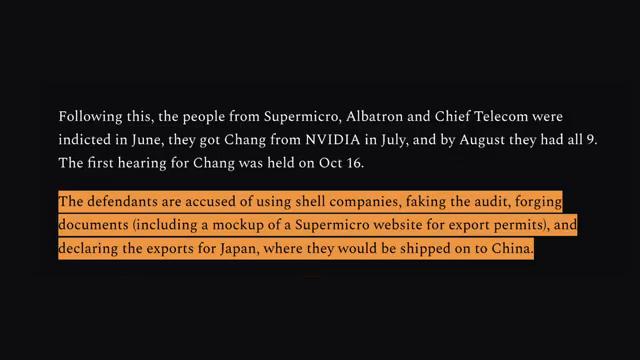 Following this, the people from Supermicro, Albatron and Chief Telecom were
indicted in June, they got Chang from NVIDIA in July, and by August they had all 9.
The first hearing for Chang was held on Oct 16.
The defendants are accused of using shell companies, faking the audit, forging
documents (including a mockup of a Supermicro website for export permits), and
declaring the exports for Japan, where they would be shipped on to China.